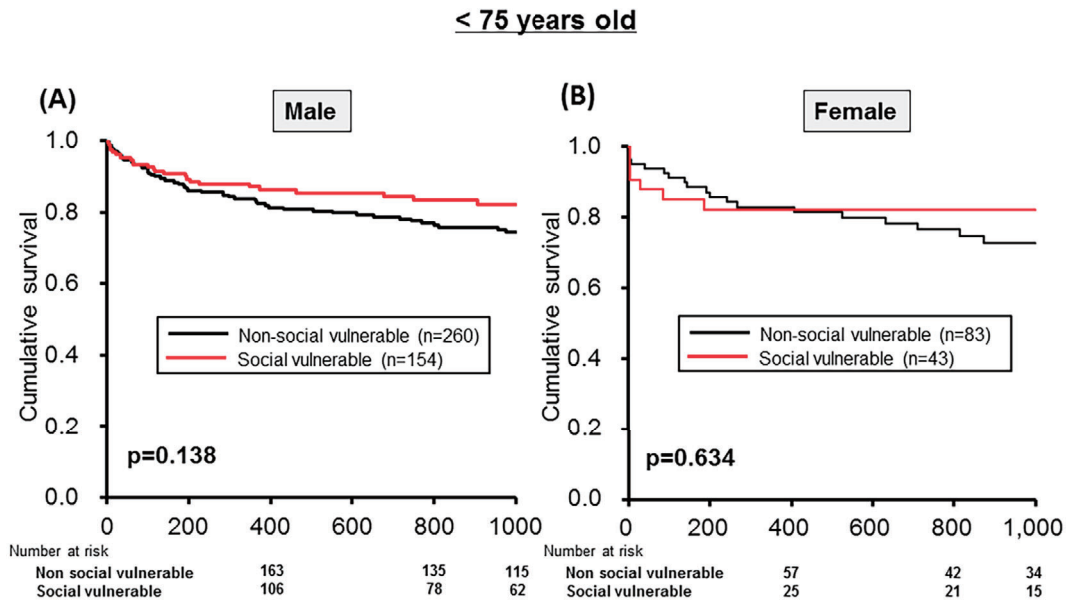 < 75 years old
(A)
Male
Cumulative survival
1.0
0.8
0.6
0.4
0.2
0.0
Non-social vulnerable (n=260)
Social vulnerable (n=154)
p=0.138
0 200 400 600 800 1000
Number at risk
Non social vulnerable 163 135 115
Social vulnerable 106 78 62
(B)
Female
Cumulative survival
1.0
0.8
0.6
0.4
0.2
0.0
Non-social vulnerable (n=83)
Social vulnerable (n=43)
p=0.634
0 200 400 600 800 1,000
Number at risk
Non social vulnerable 57 42 34
Social vulnerable 25 21 15